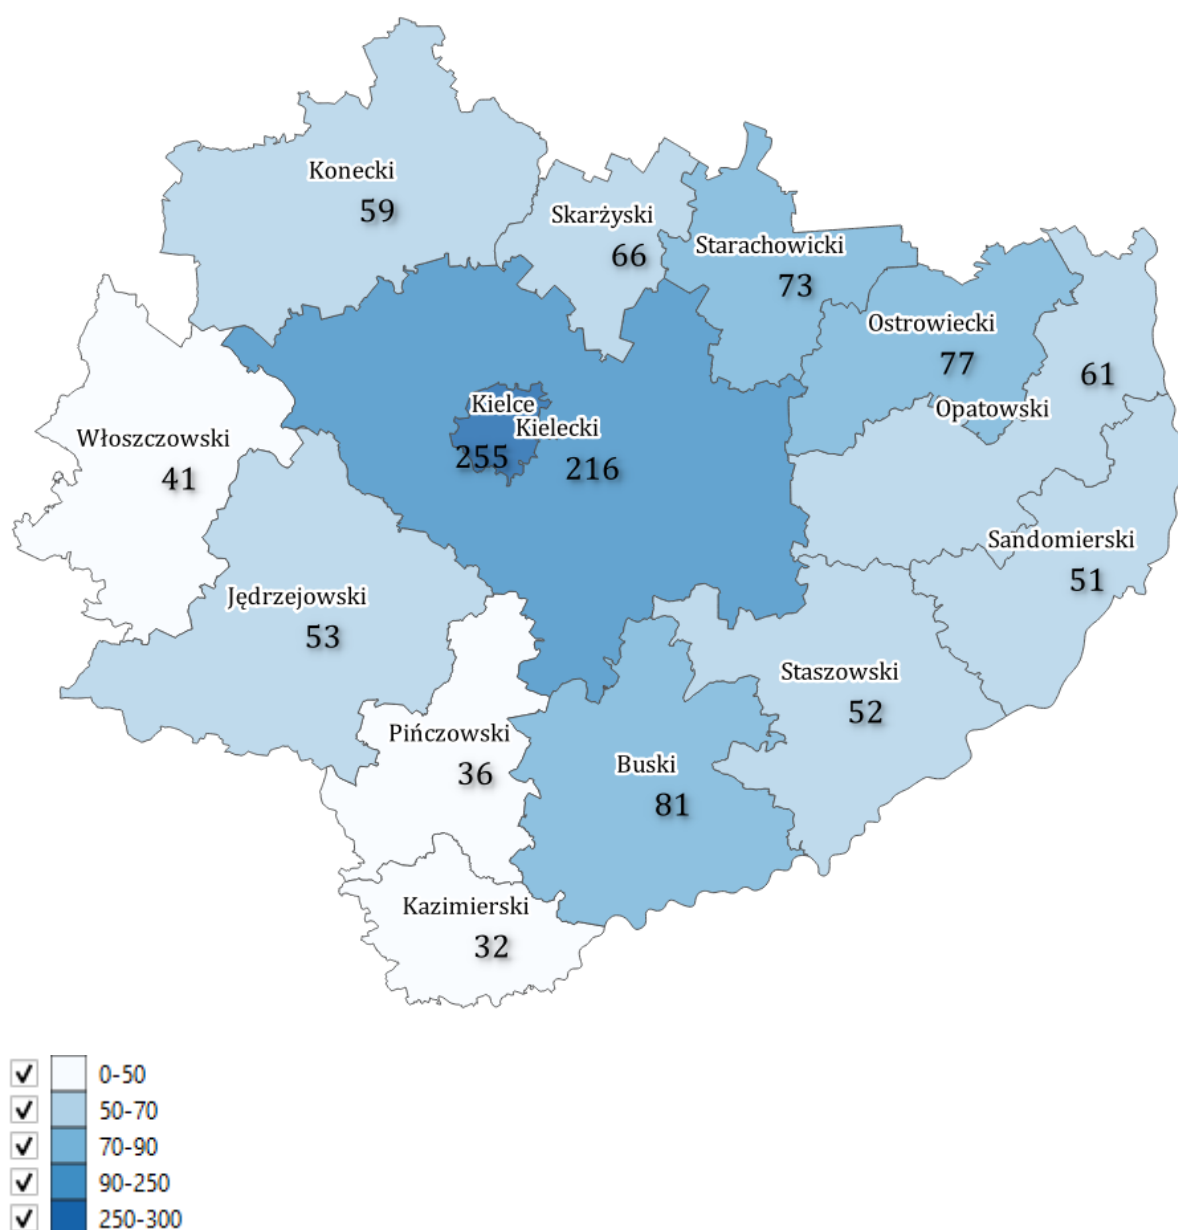 Konecki
59
Skarżyski
66
Starachowicki
73
Ostrowiecki
77
61
Opatowski
Kielce
Kielecki
255
216
Włoszczowski
41
Sandomierski
51
Jędrzejowski
53
Staszowski
52
Pińczowski
36
Buski
81
Kazimierski
32
0-50
50-70
70-90
90-250
250-300